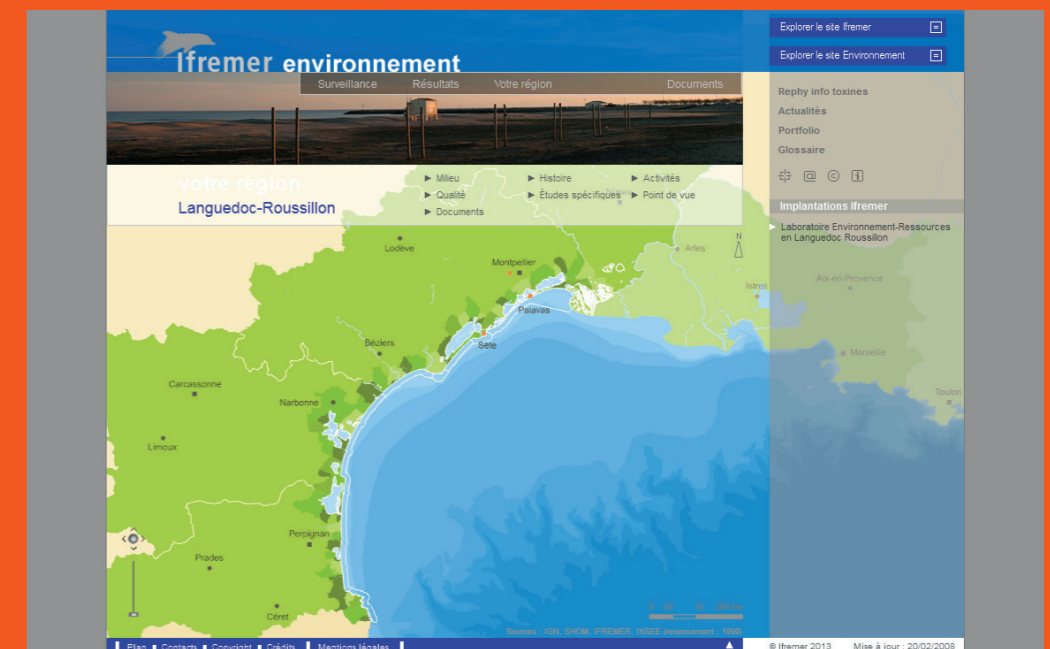 Explorer le site Ifremer
Ifremer environnement
Explorer le site Environnement
Surveillance Résultats Votre région Documents
Rephy info toxines
Actualités
Portfolio
Glossaire
votre région
Languedoc-Roussillon
► Milieu ► Histoire ► Activités
► Qualité ► Études spécifiques ► Point de vue
► Documents
Implantations Ifremer
Laboratoire Environnement-Ressources
en Languedoc Roussillon
N
Lodève
Arles
Montpellier
Aix-en-Provence
Istres
Palavas
Béziers
Sète
Marseille
Carcassonne
Toulon
Narbonne
Limoux
Perpignan
Prades
Céret
Sources : IGN, SHOM, IFREMER, INSEE (recensement : 1999)
Plan Contacts Copyright Crédits Mentions légales
© Ifremer 2013 Mise à jour : 20/02/2008